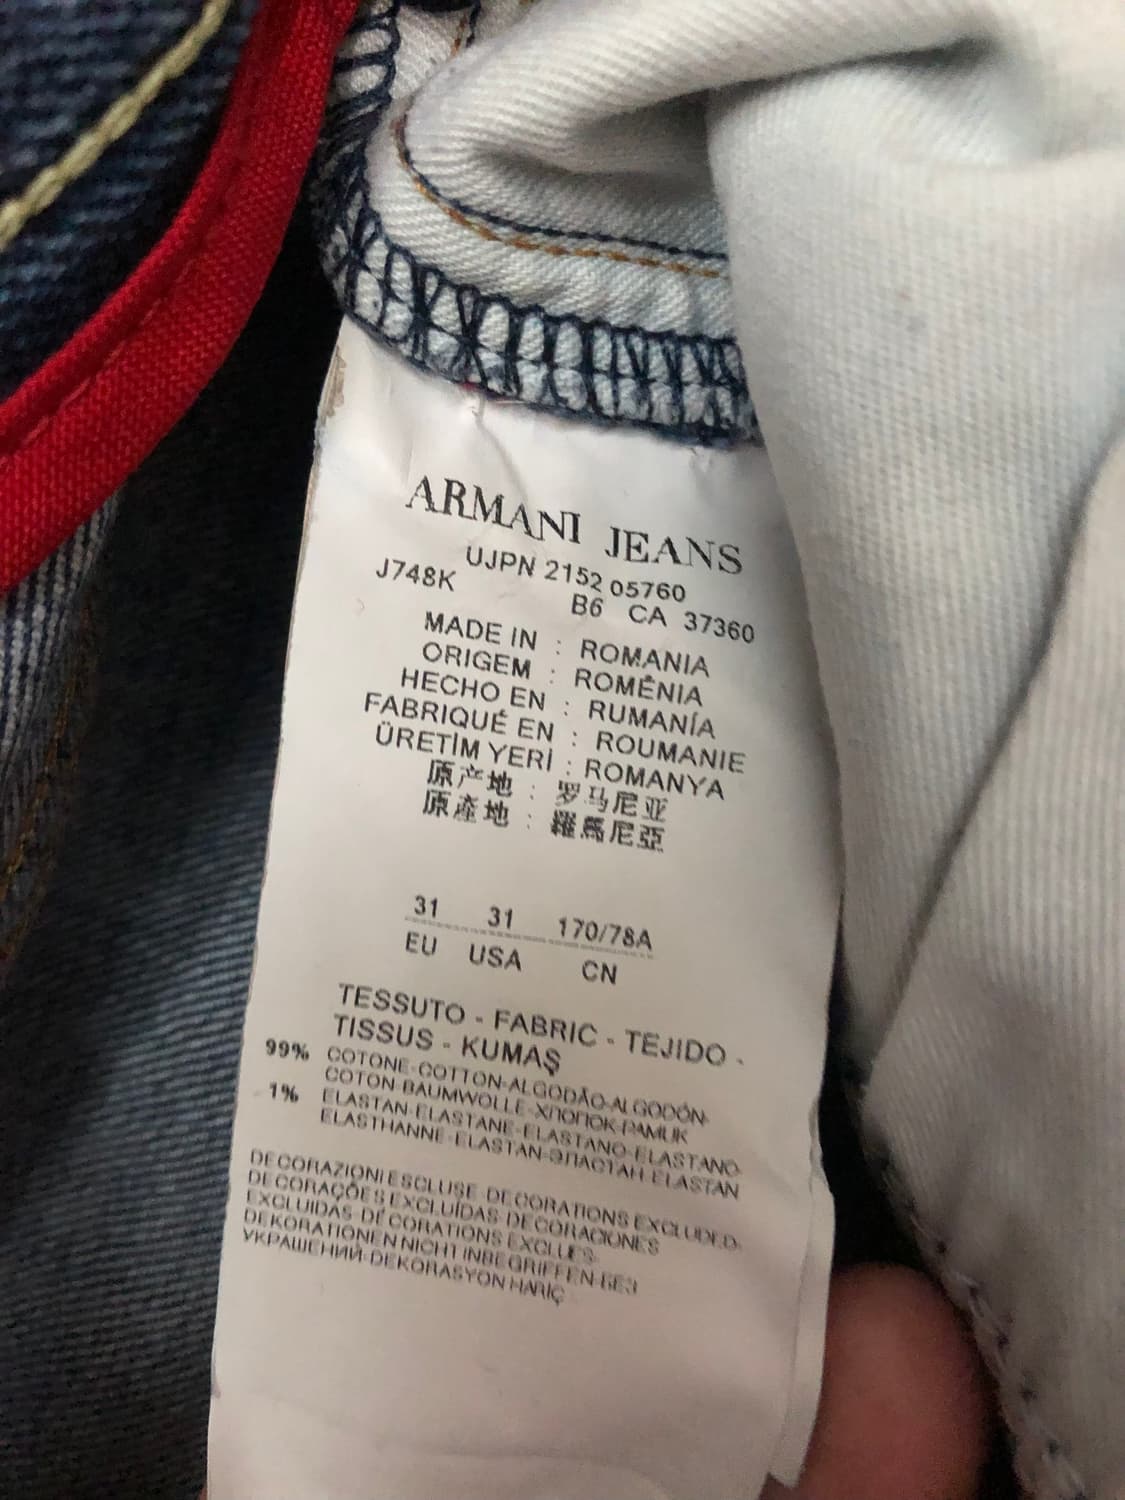 ARMANI JEANS
UJPN 2152 05760
J748K B6 CA 37360
MADE IN : ROMANIA
ORIGEM : ROMÊNIA
HECHO EN : RUMANÍA
FABRIQUÉ EN : ROUMANIE
ÜRETİM YERİ : ROMANYA
原产地 : 罗马尼亚
原產地 : 羅馬尼亞
31 31 170/78A
EU USA CN
TESSUTO - FABRIC - TEJIDO -
TISSUS - KUMAŞ
99% COTONE-COTTON-ALGODÃO-ALGODÓN-
COTON-BAUMWOLLE-ХЛОПОК-PAMUK
1% ELASTAN-ELASTANE-ELASTANO-ELASTANO-
ELASTHANNE-ELASTAN-ЭЛАСТАН-ELASTAN
DECORAZIONI ESCLUSE-DECORATIONS EXCLUDED-
DECORAÇÕES EXCLUÍDAS-DECORACIONES
EXCLUIDAS-DÉCORATIONS EXCLUES-
DEKORATIONEN NICHT INBEGRIFFEN-БЕЗ
УКРАШЕНИЙ-DEKORASYON HARİÇ